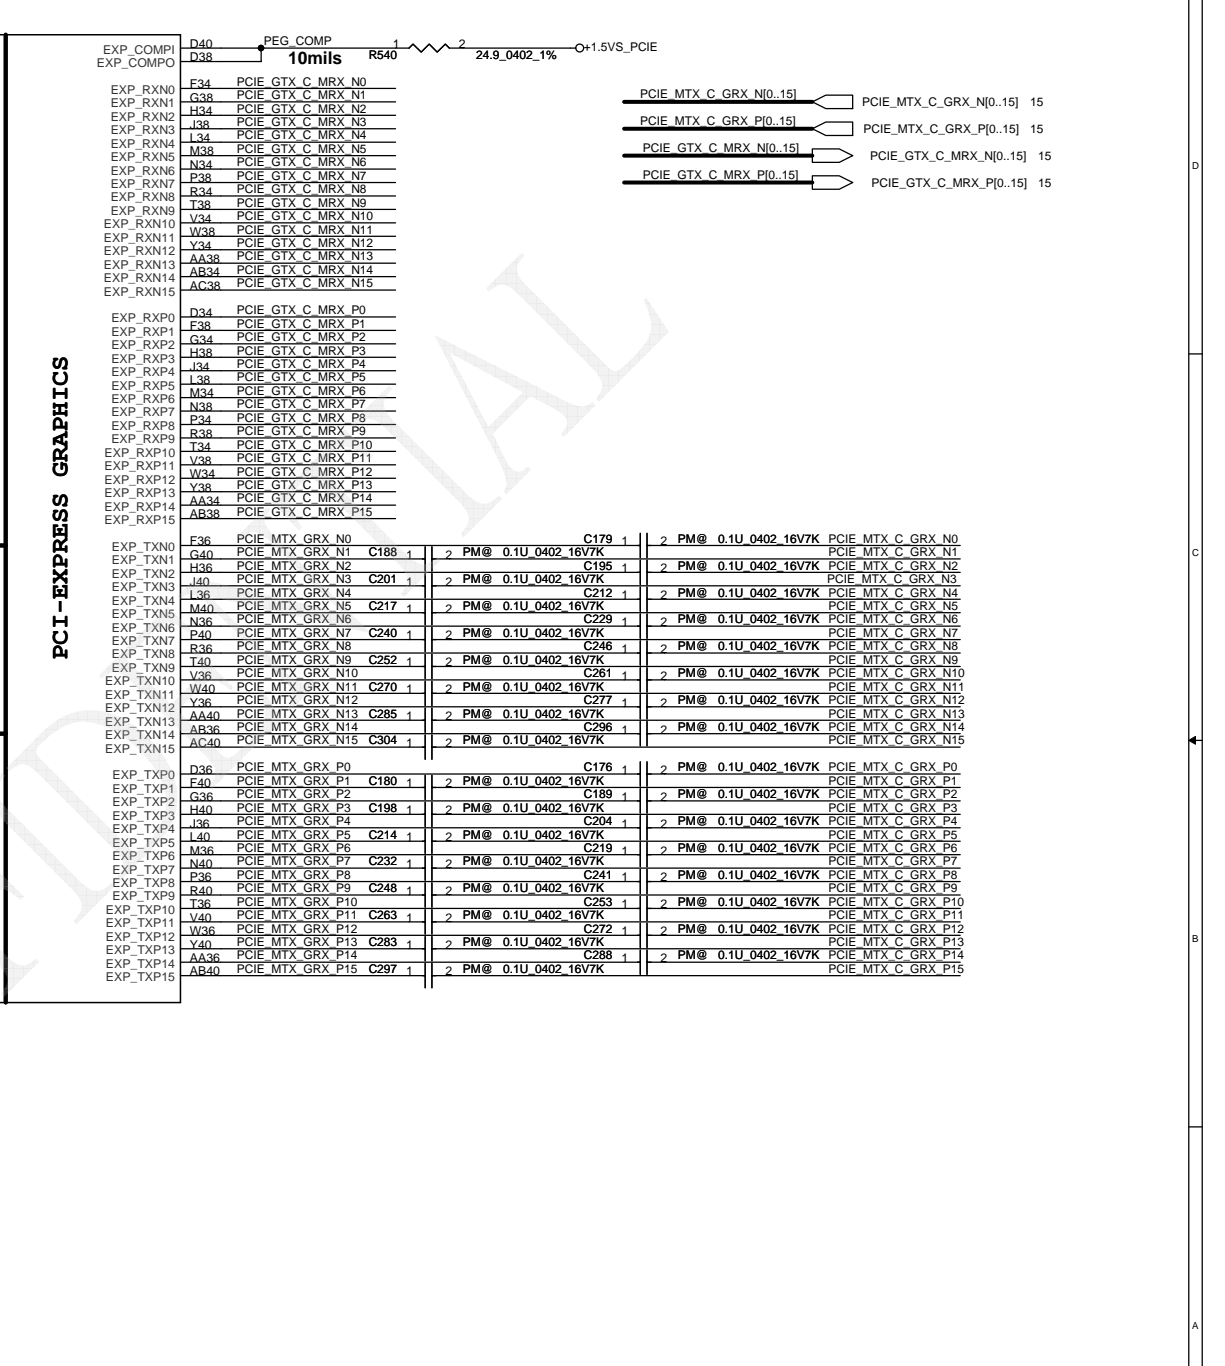 EXP_COMPI D40 PEG_COMP 1 2 +1.5VS_PCIE
EXP_COMPO D38 10mils R540 24.9_0402_1%
EXP_RXN0 F34 PCIE_GTX_C_MRX_N0
EXP_RXN1 G38 PCIE_GTX_C_MRX_N1
EXP_RXN2 H34 PCIE_GTX_C_MRX_N2
EXP_RXN3 J38 PCIE_GTX_C_MRX_N3
EXP_RXN4 L34 PCIE_GTX_C_MRX_N4
EXP_RXN5 M38 PCIE_GTX_C_MRX_N5
EXP_RXN6 N34 PCIE_GTX_C_MRX_N6
EXP_RXN7 P38 PCIE_GTX_C_MRX_N7
EXP_RXN8 R34 PCIE_GTX_C_MRX_N8
EXP_RXN9 T38 PCIE_GTX_C_MRX_N9
EXP_RXN10 V34 PCIE_GTX_C_MRX_N10
EXP_RXN11 W38 PCIE_GTX_C_MRX_N11
EXP_RXN12 Y34 PCIE_GTX_C_MRX_N12
EXP_RXN13 AA38 PCIE_GTX_C_MRX_N13
EXP_RXN14 AB34 PCIE_GTX_C_MRX_N14
EXP_RXN15 AC38 PCIE_GTX_C_MRX_N15
PCIE_MTX_C_GRX_N[0..15] PCIE_MTX_C_GRX_N[0..15] 15
PCIE_MTX_C_GRX_P[0..15] PCIE_MTX_C_GRX_P[0..15] 15
PCIE_GTX_C_MRX_N[0..15] PCIE_GTX_C_MRX_N[0..15] 15
PCIE_GTX_C_MRX_P[0..15] PCIE_GTX_C_MRX_P[0..15] 15
D
EXP_RXP0 D34 PCIE_GTX_C_MRX_P0
EXP_RXP1 F38 PCIE_GTX_C_MRX_P1
EXP_RXP2 G34 PCIE_GTX_C_MRX_P2
EXP_RXP3 H38 PCIE_GTX_C_MRX_P3
EXP_RXP4 J34 PCIE_GTX_C_MRX_P4
EXP_RXP5 L38 PCIE_GTX_C_MRX_P5
EXP_RXP6 M34 PCIE_GTX_C_MRX_P6
EXP_RXP7 N38 PCIE_GTX_C_MRX_P7
EXP_RXP8 P34 PCIE_GTX_C_MRX_P8
EXP_RXP9 R38 PCIE_GTX_C_MRX_P9
EXP_RXP10 T34 PCIE_GTX_C_MRX_P10
EXP_RXP11 V38 PCIE_GTX_C_MRX_P11
EXP_RXP12 W34 PCIE_GTX_C_MRX_P12
EXP_RXP13 Y38 PCIE_GTX_C_MRX_P13
EXP_RXP14 AA34 PCIE_GTX_C_MRX_P14
EXP_RXP15 AB38 PCIE_GTX_C_MRX_P15
PCI-EXPRESS GRAPHICS
EXP_TXN0 F36 PCIE_MTX_GRX_N0 C179 1 2 PM@ 0.1U_0402_16V7K PCIE_MTX_C_GRX_N0
EXP_TXN1 G40 PCIE_MTX_GRX_N1 C188 1 2 PM@ 0.1U_0402_16V7K PCIE_MTX_C_GRX_N1
EXP_TXN2 H36 PCIE_MTX_GRX_N2 C195 1 2 PM@ 0.1U_0402_16V7K PCIE_MTX_C_GRX_N2
EXP_TXN3 J40 PCIE_MTX_GRX_N3 C201 1 2 PM@ 0.1U_0402_16V7K PCIE_MTX_C_GRX_N3
EXP_TXN4 L36 PCIE_MTX_GRX_N4 C212 1 2 PM@ 0.1U_0402_16V7K PCIE_MTX_C_GRX_N4
EXP_TXN5 M40 PCIE_MTX_GRX_N5 C217 1 2 PM@ 0.1U_0402_16V7K PCIE_MTX_C_GRX_N5
EXP_TXN6 N36 PCIE_MTX_GRX_N6 C229 1 2 PM@ 0.1U_0402_16V7K PCIE_MTX_C_GRX_N6
EXP_TXN7 P40 PCIE_MTX_GRX_N7 C240 1 2 PM@ 0.1U_0402_16V7K PCIE_MTX_C_GRX_N7
EXP_TXN8 R36 PCIE_MTX_GRX_N8 C246 1 2 PM@ 0.1U_0402_16V7K PCIE_MTX_C_GRX_N8
EXP_TXN9 T40 PCIE_MTX_GRX_N9 C252 1 2 PM@ 0.1U_0402_16V7K PCIE_MTX_C_GRX_N9
EXP_TXN10 V36 PCIE_MTX_GRX_N10 C261 1 2 PM@ 0.1U_0402_16V7K PCIE_MTX_C_GRX_N10
EXP_TXN11 W40 PCIE_MTX_GRX_N11 C270 1 2 PM@ 0.1U_0402_16V7K PCIE_MTX_C_GRX_N11
EXP_TXN12 Y36 PCIE_MTX_GRX_N12 C277 1 2 PM@ 0.1U_0402_16V7K PCIE_MTX_C_GRX_N12
EXP_TXN13 AA40 PCIE_MTX_GRX_N13 C285 1 2 PM@ 0.1U_0402_16V7K PCIE_MTX_C_GRX_N13
EXP_TXN14 AB36 PCIE_MTX_GRX_N14 C296 1 2 PM@ 0.1U_0402_16V7K PCIE_MTX_C_GRX_N14
EXP_TXN15 AC40 PCIE_MTX_GRX_N15 C304 1 2 PM@ 0.1U_0402_16V7K PCIE_MTX_C_GRX_N15
C
EXP_TXP0 D36 PCIE_MTX_GRX_P0 C176 1 2 PM@ 0.1U_0402_16V7K PCIE_MTX_C_GRX_P0
EXP_TXP1 F40 PCIE_MTX_GRX_P1 C180 1 2 PM@ 0.1U_0402_16V7K PCIE_MTX_C_GRX_P1
EXP_TXP2 G36 PCIE_MTX_GRX_P2 C189 1 2 PM@ 0.1U_0402_16V7K PCIE_MTX_C_GRX_P2
EXP_TXP3 H40 PCIE_MTX_GRX_P3 C198 1 2 PM@ 0.1U_0402_16V7K PCIE_MTX_C_GRX_P3
EXP_TXP4 J36 PCIE_MTX_GRX_P4 C204 1 2 PM@ 0.1U_0402_16V7K PCIE_MTX_C_GRX_P4
EXP_TXP5 L40 PCIE_MTX_GRX_P5 C214 1 2 PM@ 0.1U_0402_16V7K PCIE_MTX_C_GRX_P5
EXP_TXP6 M36 PCIE_MTX_GRX_P6 C219 1 2 PM@ 0.1U_0402_16V7K PCIE_MTX_C_GRX_P6
EXP_TXP7 N40 PCIE_MTX_GRX_P7 C232 1 2 PM@ 0.1U_0402_16V7K PCIE_MTX_C_GRX_P7
EXP_TXP8 P36 PCIE_MTX_GRX_P8 C241 1 2 PM@ 0.1U_0402_16V7K PCIE_MTX_C_GRX_P8
EXP_TXP9 R40 PCIE_MTX_GRX_P9 C248 1 2 PM@ 0.1U_0402_16V7K PCIE_MTX_C_GRX_P9
EXP_TXP10 T36 PCIE_MTX_GRX_P10 C253 1 2 PM@ 0.1U_0402_16V7K PCIE_MTX_C_GRX_P10
EXP_TXP11 V40 PCIE_MTX_GRX_P11 C263 1 2 PM@ 0.1U_0402_16V7K PCIE_MTX_C_GRX_P11
EXP_TXP12 W36 PCIE_MTX_GRX_P12 C272 1 2 PM@ 0.1U_0402_16V7K PCIE_MTX_C_GRX_P12
EXP_TXP13 Y40 PCIE_MTX_GRX_P13 C283 1 2 PM@ 0.1U_0402_16V7K PCIE_MTX_C_GRX_P13
EXP_TXP14 AA36 PCIE_MTX_GRX_P14 C288 1 2 PM@ 0.1U_0402_16V7K PCIE_MTX_C_GRX_P14
EXP_TXP15 AB40 PCIE_MTX_GRX_P15 C297 1 2 PM@ 0.1U_0402_16V7K PCIE_MTX_C_GRX_P15
B
A
FIDENTIAL